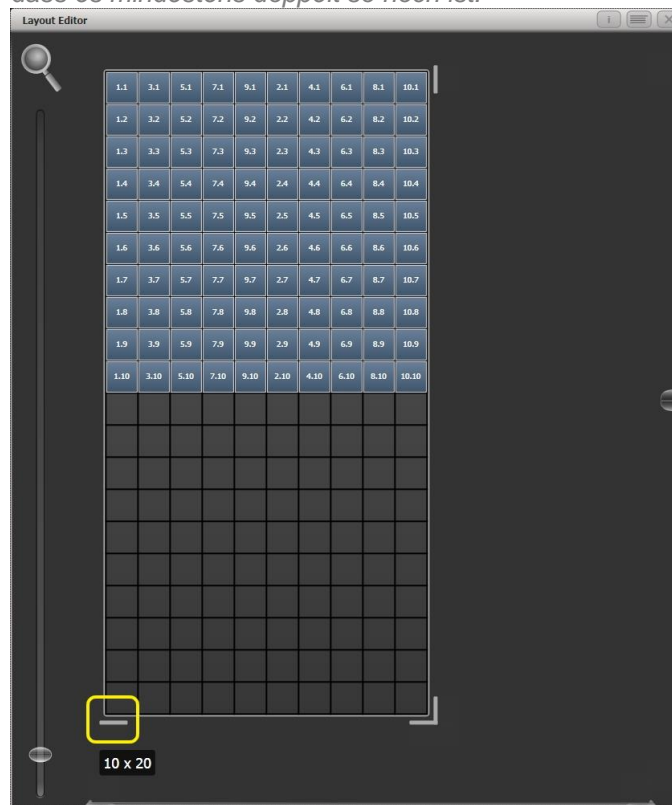 dass es mindestens doppelt so hoch ist.
Layout Editor
i
1.1 3.1 5.1 7.1 9.1 2.1 4.1 6.1 8.1 10.1
1.2 3.2 5.2 7.2 9.2 2.2 4.2 6.2 8.2 10.2
1.3 3.3 5.3 7.3 9.3 2.3 4.3 6.3 8.3 10.3
1.4 3.4 5.4 7.4 9.4 2.4 4.4 6.4 8.4 10.4
1.5 3.5 5.5 7.5 9.5 2.5 4.5 6.5 8.5 10.5
1.6 3.6 5.6 7.6 9.6 2.6 4.6 6.6 8.6 10.6
1.7 3.7 5.7 7.7 9.7 2.7 4.7 6.7 8.7 10.7
1.8 3.8 5.8 7.8 9.8 2.8 4.8 6.8 8.8 10.8
1.9 3.9 5.9 7.9 9.9 2.9 4.9 6.9 8.9 10.9
1.10 3.10 5.10 7.10 9.10 2.10 4.10 6.10 8.10 10.10
10 x 20